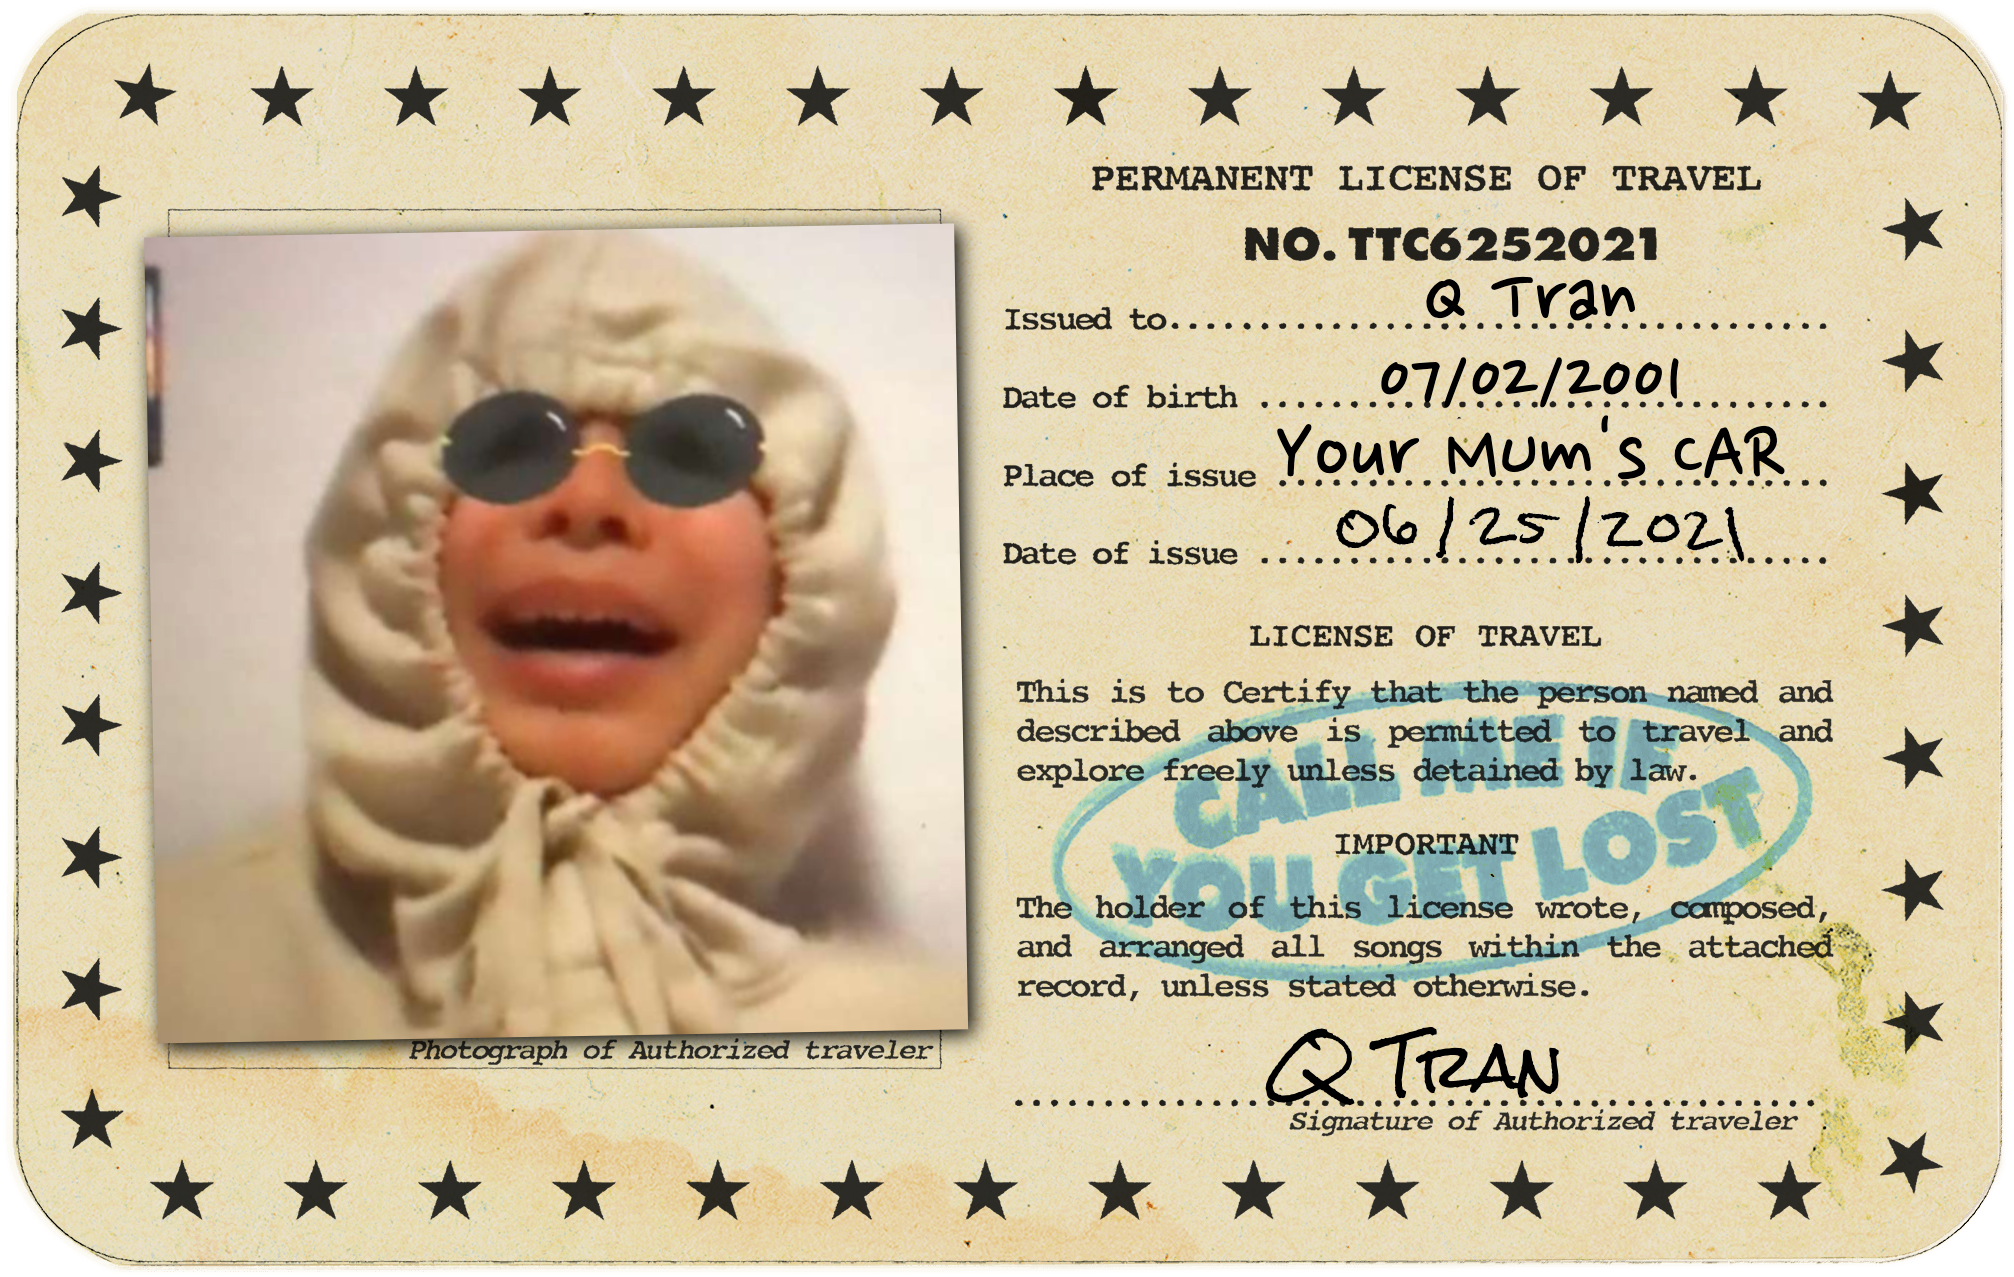 PERMANENT LICENSE OF TRAVEL
NO. TTC6252021
Issued to..................................... Q Tran
Date of birth ................................ 07/02/2001
Place of issue ............................... Your Mum's CAR
Date of issue ................................ 06/25/2021
LICENSE OF TRAVEL
This is to Certify that the person named and
described above is permitted to travel and
explore freely unless detained by law.
CALL ME IF
YOU GET LOST
IMPORTANT
The holder of this license wrote, composed,
and arranged all songs within the attached
record, unless stated otherwise.
Q TRAN
Signature of Authorized traveler
Photograph of Authorized traveler